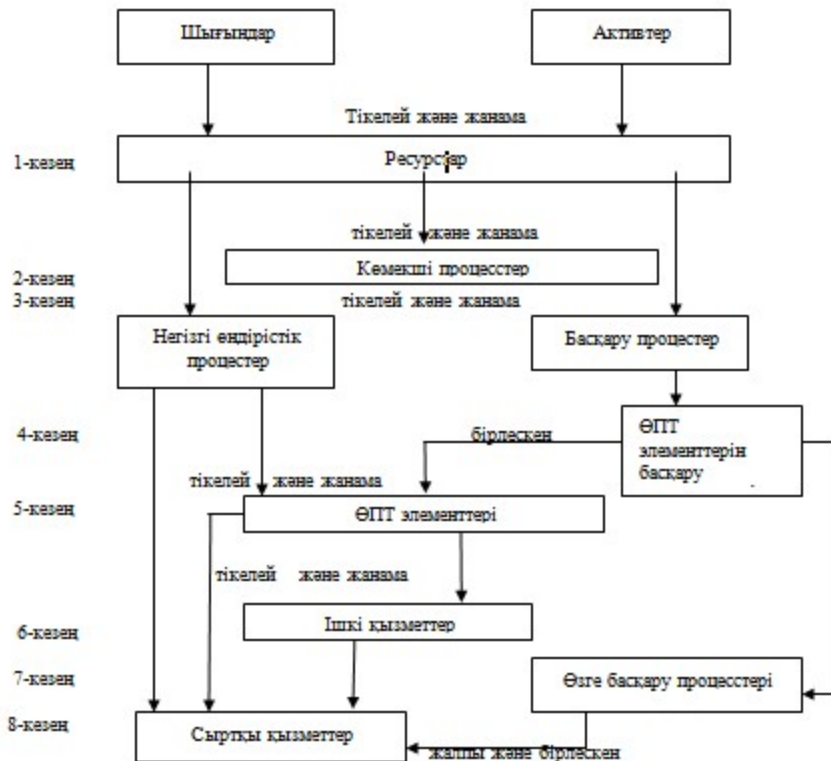 Шығындар
Активтер
Тікелей және жанама
1-кезең
Ресурстар
тікелей және жанама
2-кезең
Көмекші процесстер
3-кезең
тікелей және жанама
Негізгі өндірістік
процестер
Басқару процестер
4-кезең
бірлескен
ӨПТ
элементтерін
басқару
тікелей және жанама
5-кезең
ӨПТ элементтері
тікелей және жанама
6-кезең
Ішкі қызметтер
7-кезең
Өзге басқару процесстері
8-кезең
Сыртқы қызметтер
жалпы және бірлескен